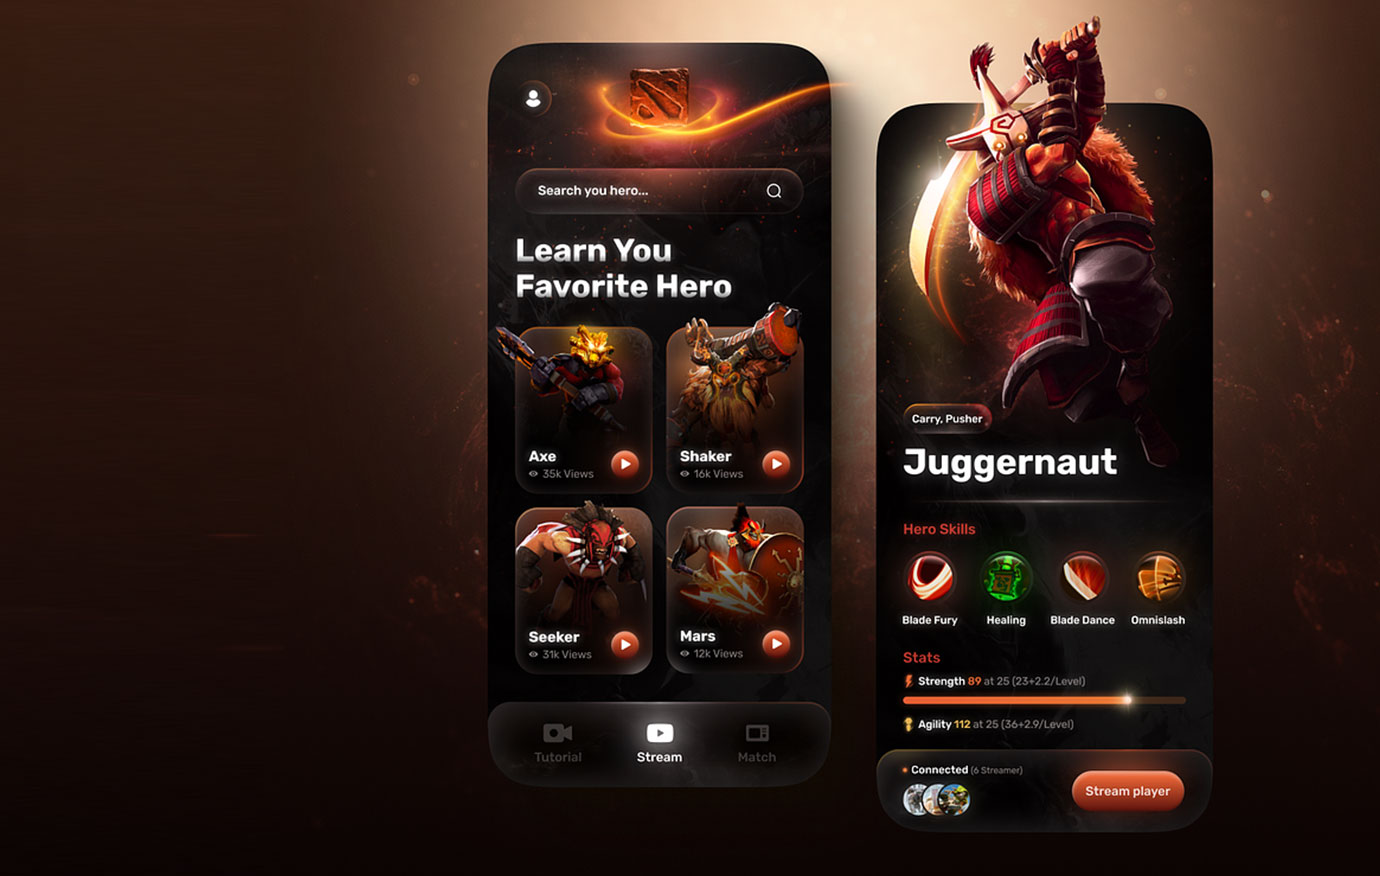 Search you hero...
Learn You
Favorite Hero
Axe
35k Views
Shaker
16k Views
Seeker
31k Views
Mars
12k Views
Tutorial
Stream
Match
Carry, Pusher
Juggernaut
Hero Skills
Blade Fury
Healing
Blade Dance
Omnislash
Stats
Strength 89 at 25 (23+2.2/Level)
Agility 112 at 25 (36+2.9/Level)
Connected (6 Streamer)
Stream player